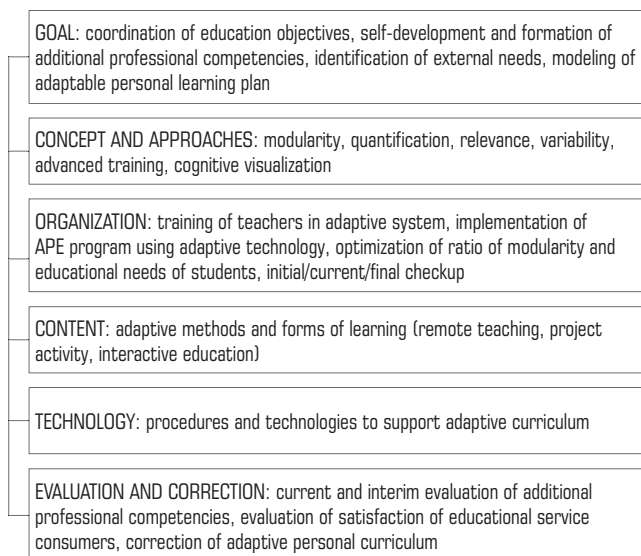 GOAL: coordination of education objectives, self-development and formation of
additional professional competencies, identification of external needs, modeling of
adaptable personal learning plan
CONCEPT AND APPROACHES: modularity, quantification, relevance, variability,
advanced training, cognitive visualization
ORGANIZATION: training of teachers in adaptive system, implementation of
APE program using adaptive technology, optimization of ratio of modularity and
educational needs of students, initial/current/final checkup
CONTENT: adaptive methods and forms of learning (remote teaching, project
activity, interactive education)
TECHNOLOGY: procedures and technologies to support adaptive curriculum
EVALUATION AND CORRECTION: current and interim evaluation of additional
professional competencies, evaluation of satisfaction of educational service
consumers, correction of adaptive personal curriculum